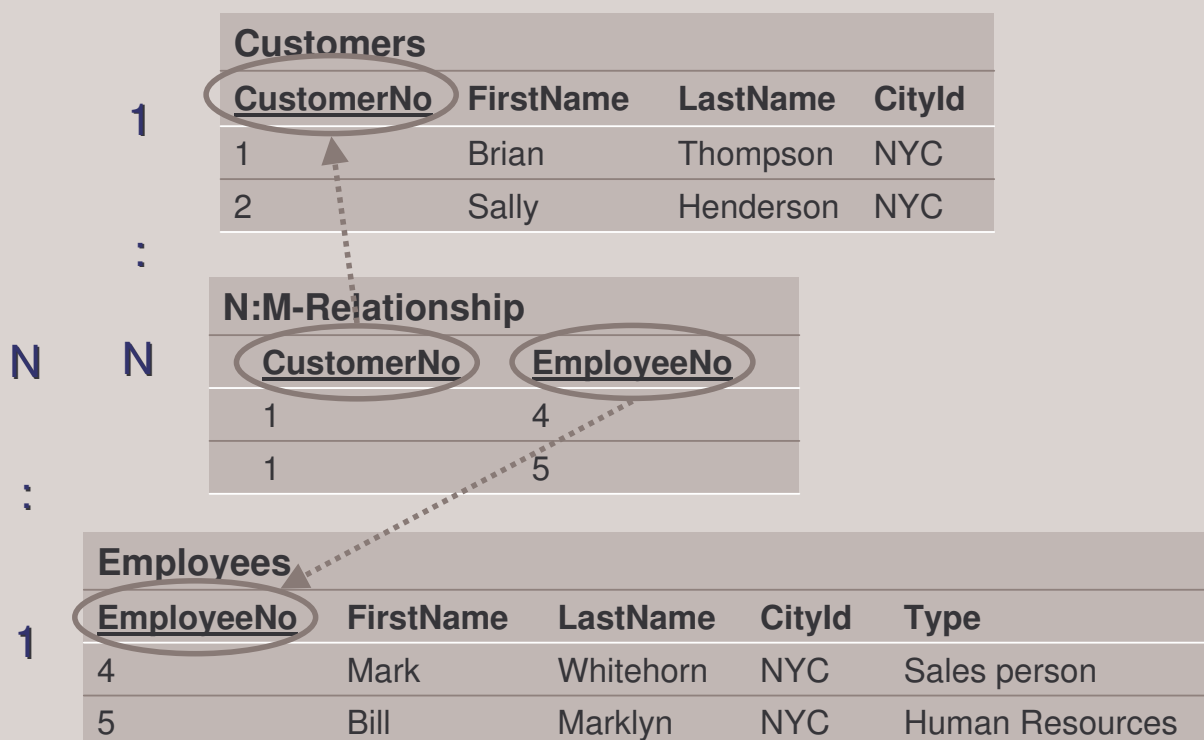 Customers
CustomerNo FirstName LastName CityId
1
1 Brian Thompson NYC
2 Sally Henderson NYC
:
N:M-Relationship
N N
CustomerNo EmployeeNo
1 4
1 5
:
Employees
EmployeeNo FirstName LastName CityId Type
1
4 Mark Whitehorn NYC Sales person
5 Bill Marklyn NYC Human Resources